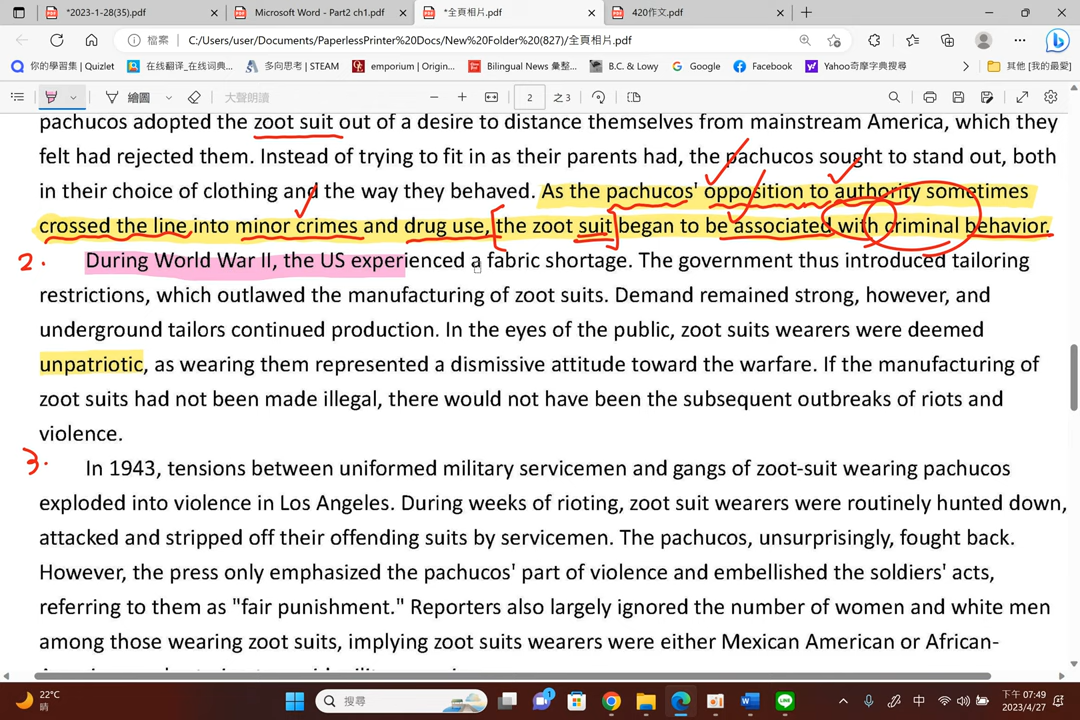 *2023-1-28(35).pdf
Microsoft Word - Part2 ch1.pdf
*全頁相片.pdf
420作文.pdf
檔案
C:/Users/user/Documents/PaperlessPrinter%20Docs/New%20Folder%20(827)/全頁相片.pdf
你的學習集 | Quizlet
在线翻译_在线词典...
多向思考 | STEAM
emporium | Origin...
Bilingual News 彙整...
B.C. & Lowy
Google
Facebook
Yahoo奇摩字典搜尋
其他 [我的最愛]
繪圖
大聲朗讀
2
之 3
pachucos adopted the zoot suit out of a desire to distance themselves from mainstream America, which they
felt had rejected them. Instead of trying to fit in as their parents had, the pachucos sought to stand out, both
in their choice of clothing and the way they behaved. As the pachucos' opposition to authority sometimes
crossed the line into minor crimes and drug use, the zoot suit began to be associated with criminal behavior.
2.
During World War II, the US experienced a fabric shortage. The government thus introduced tailoring
restrictions, which outlawed the manufacturing of zoot suits. Demand remained strong, however, and
underground tailors continued production. In the eyes of the public, zoot suits wearers were deemed
unpatriotic, as wearing them represented a dismissive attitude toward the warfare. If the manufacturing of
zoot suits had not been made illegal, there would not have been the subsequent outbreaks of riots and
violence.
3.
In 1943, tensions between uniformed military servicemen and gangs of zoot-suit wearing pachucos
exploded into violence in Los Angeles. During weeks of rioting, zoot suit wearers were routinely hunted down,
attacked and stripped off their offending suits by servicemen. The pachucos, unsurprisingly, fought back.
However, the press only emphasized the pachucos' part of violence and embellished the soldiers' acts,
referring to them as "fair punishment." Reporters also largely ignored the number of women and white men
among those wearing zoot suits, implying zoot suits wearers were either Mexican American or African-
22°C
晴
搜尋
1
中
下午 07:49
2023/4/27